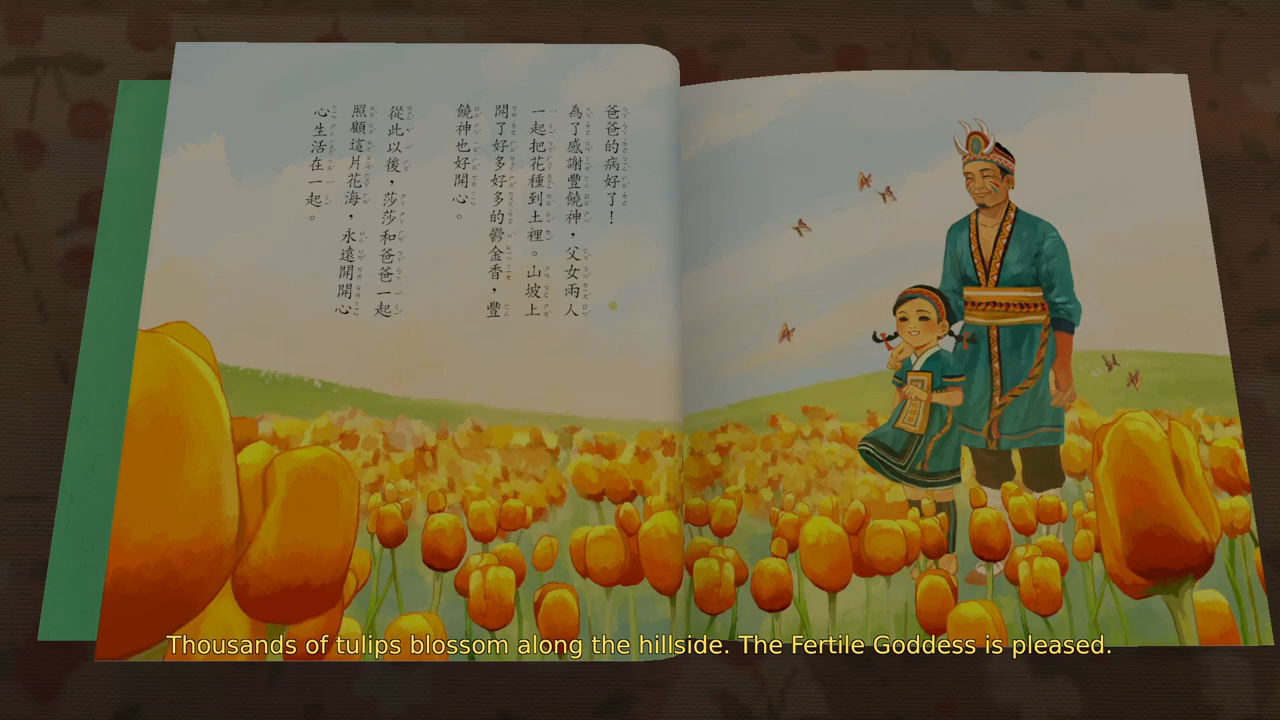 爸爸的病好了！
為了感謝豐饒神，父女兩人
一起把花種到土裡。山坡上
開了好多好多的鬱金香，豐
饒神也好開心。
從此以後，莎莎和爸爸一起
照顧這片花海，永遠開開心
心生活在一起。
Thousands of tulips blossom along the hillside. The Fertile Goddess is pleased.